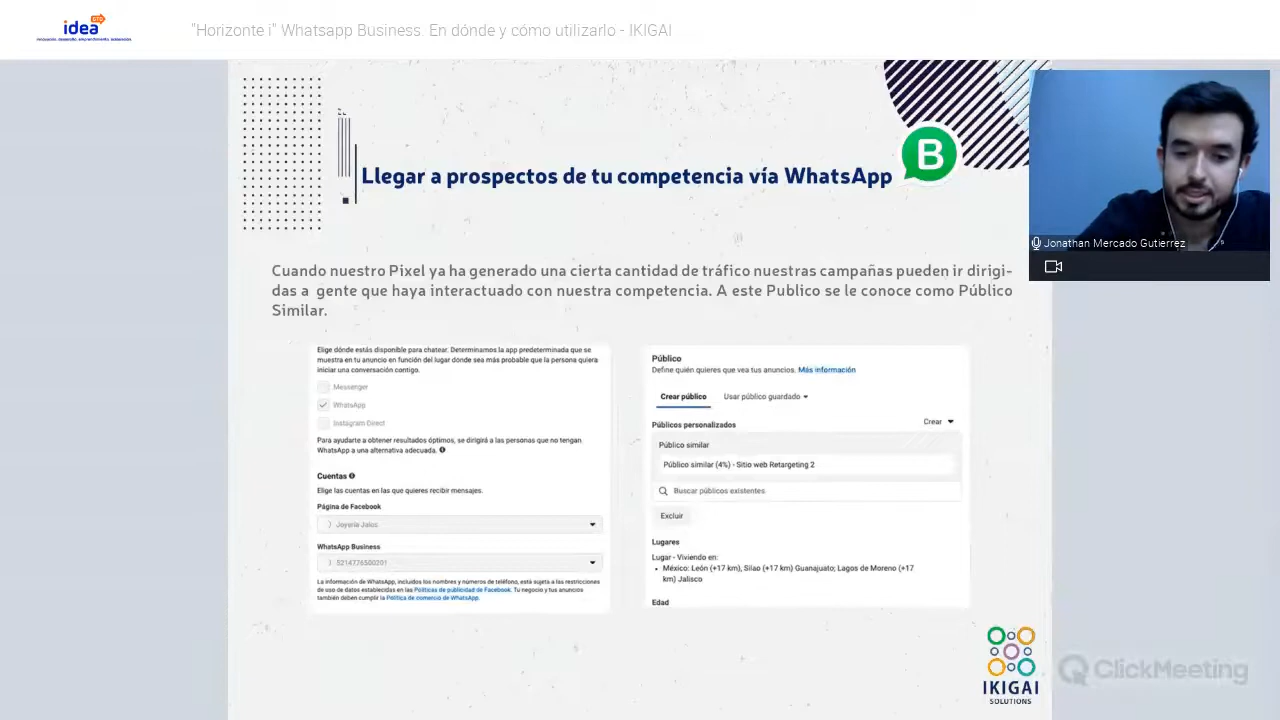 idea GTO
"Horizonte i" Whatsapp Business. En dónde y cómo utilizarlo - IKIGAI
Llegar a prospectos de tu competencia vía WhatsApp
B
Jonathan Mercado Gutierrez
Cuando nuestro Pixel ya ha generado una cierta cantidad de tráfico nuestras campañas pueden ir dirigi-
das a gente que haya interactuado con nuestra competencia. A este Publico se le conoce como Público
Similar.
Elige dónde estás disponible para chatear. Determinamos la app predeterminada que se
muestra en tu anuncio en función del lugar donde sea más probable que la persona quiera
iniciar una conversación contigo.
Messenger
WhatsApp
Instagram Direct
Para ayudarte a obtener resultados óptimos, se dirigirá a las personas que no tengan
WhatsApp a una alternativa adecuada.
Cuentas
Elige las cuentas en las que quieres recibir mensajes.
Página de Facebook
Joyería Jalos
WhatsApp Business
5214776500201
La información de WhatsApp, incluidos los nombres y números de teléfono, está sujeta a las restricciones
de uso de datos establecidas en las Políticas de publicidad de Facebook. Tu negocio y tus anuncios
también deben cumplir la Política de comercio de WhatsApp.
Público
Define quién quieres que vea tus anuncios. Más información
Crear público Usar público guardado
Públicos personalizados Crear
Público similar
Público similar (4%) - Sitio web Retargeting 2
Buscar públicos existentes
Excluir
Lugares
Lugar - Viviendo en:
• México: León (+17 km), Silao (+17 km) Guanajuato; Lagos de Moreno (+17
km) Jalisco
Edad
IKIGAI
SOLUTIONS
ClickMeeting